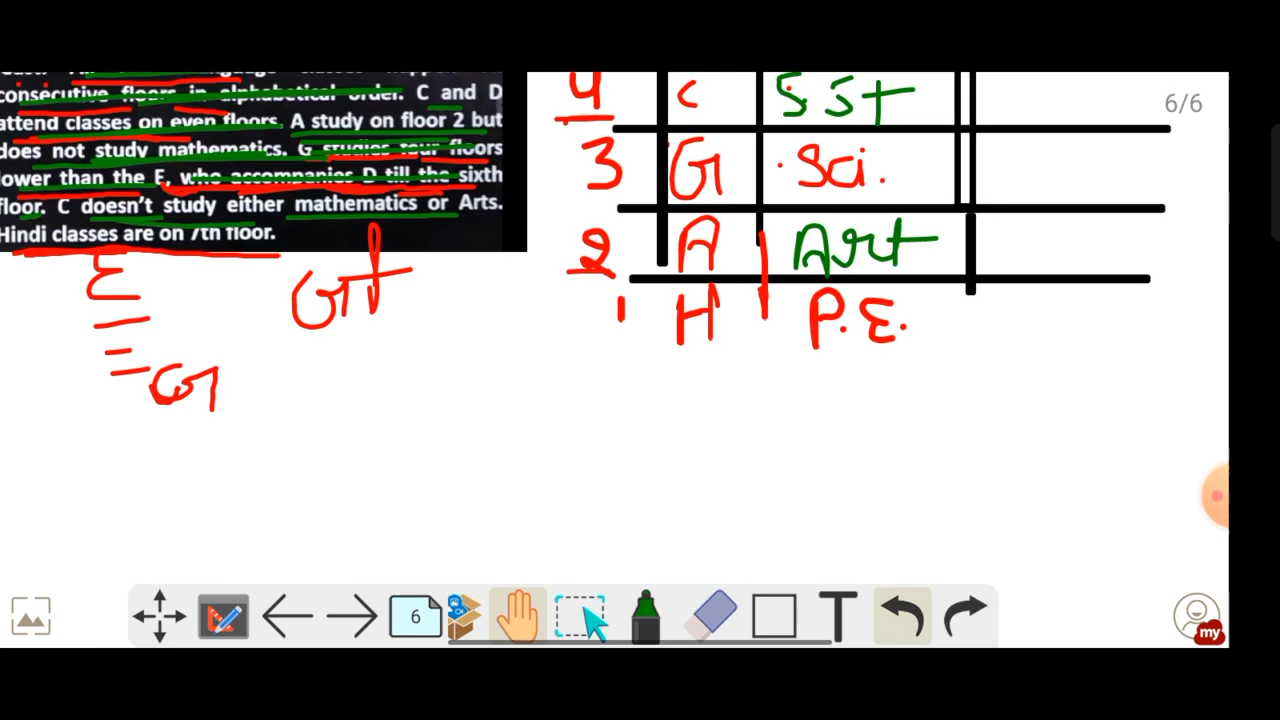 consecutive floors in alphabetical order. C and D
attend classes on even floors. A study on floor 2 but
does not study mathematics. G studies four floors
lower than the E, who accompanies D till the sixth
floor. C doesn't study either mathematics or Arts.
Hindi classes are on 7th floor.
E
G
G
4 C S.St
3 G Sci.
2 A Art
1 H P.E.
6/6
6
T
my